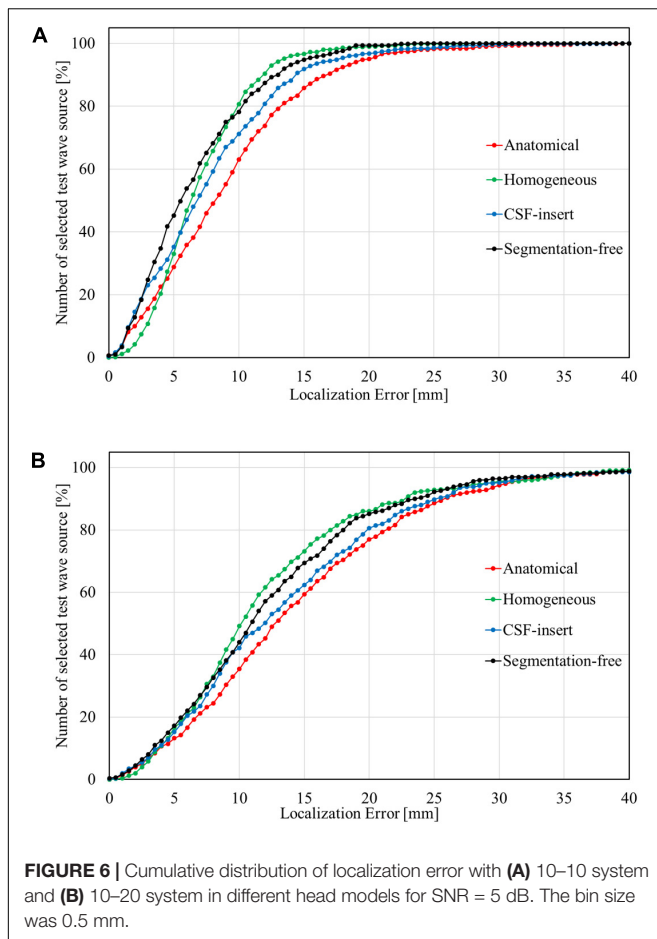 A
Number of selected test wave source [%]
100
80
60
40
20
0
Anatomical
Homogeneous
CSF-insert
Segmentation-free
0 5 10 15 20 25 30 35 40
Localization Error [mm]
B
Number of selected test wave source [%]
100
80
60
40
20
0
Anatomical
Homogeneous
CSF-insert
Segmentation-free
0 5 10 15 20 25 30 35 40
Localization Error [mm]
FIGURE 6 | Cumulative distribution of localization error with (A) 10–10 system
and (B) 10–20 system in different head models for SNR = 5 dB. The bin size
was 0.5 mm.